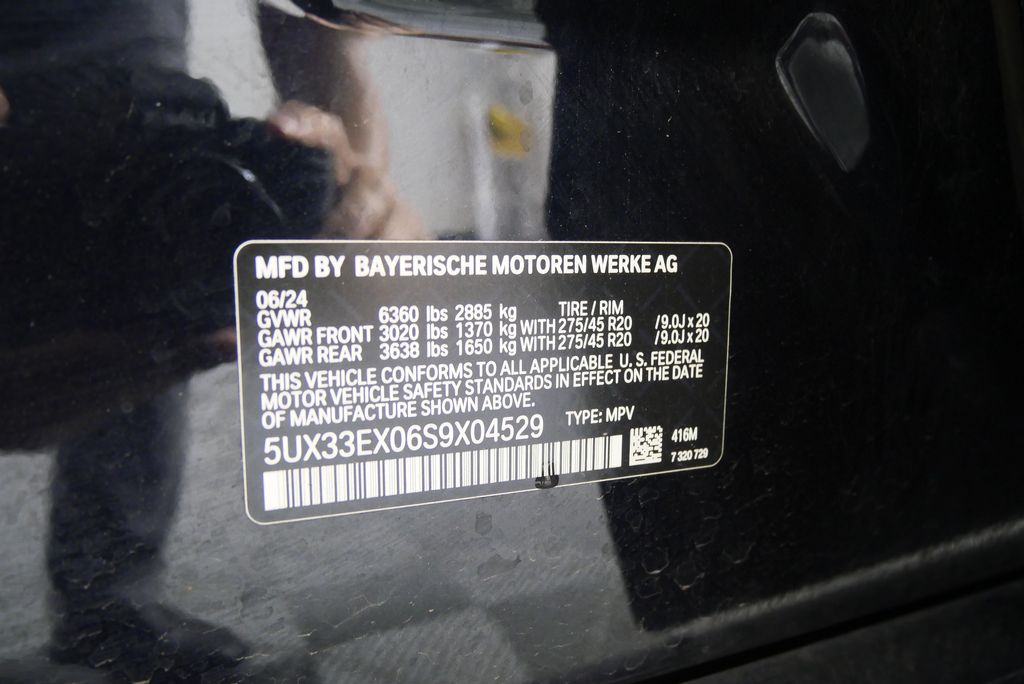 MFD BY BAYERISCHE MOTOREN WERKE AG
06/24
GVWR 6360 lbs 2885 kg TIRE / RIM
GAWR FRONT 3020 lbs 1370 kg WITH 275/45 R20 /9.0J x 20
GAWR REAR 3638 lbs 1650 kg WITH 275/45 R20 /9.0J x 20
THIS VEHICLE CONFORMS TO ALL APPLICABLE U.S. FEDERAL
MOTOR VEHICLE SAFETY STANDARDS IN EFFECT ON THE DATE
OF MANUFACTURE SHOWN ABOVE.
5UX33EX06S9X04529 TYPE: MPV
416M
7 320 729